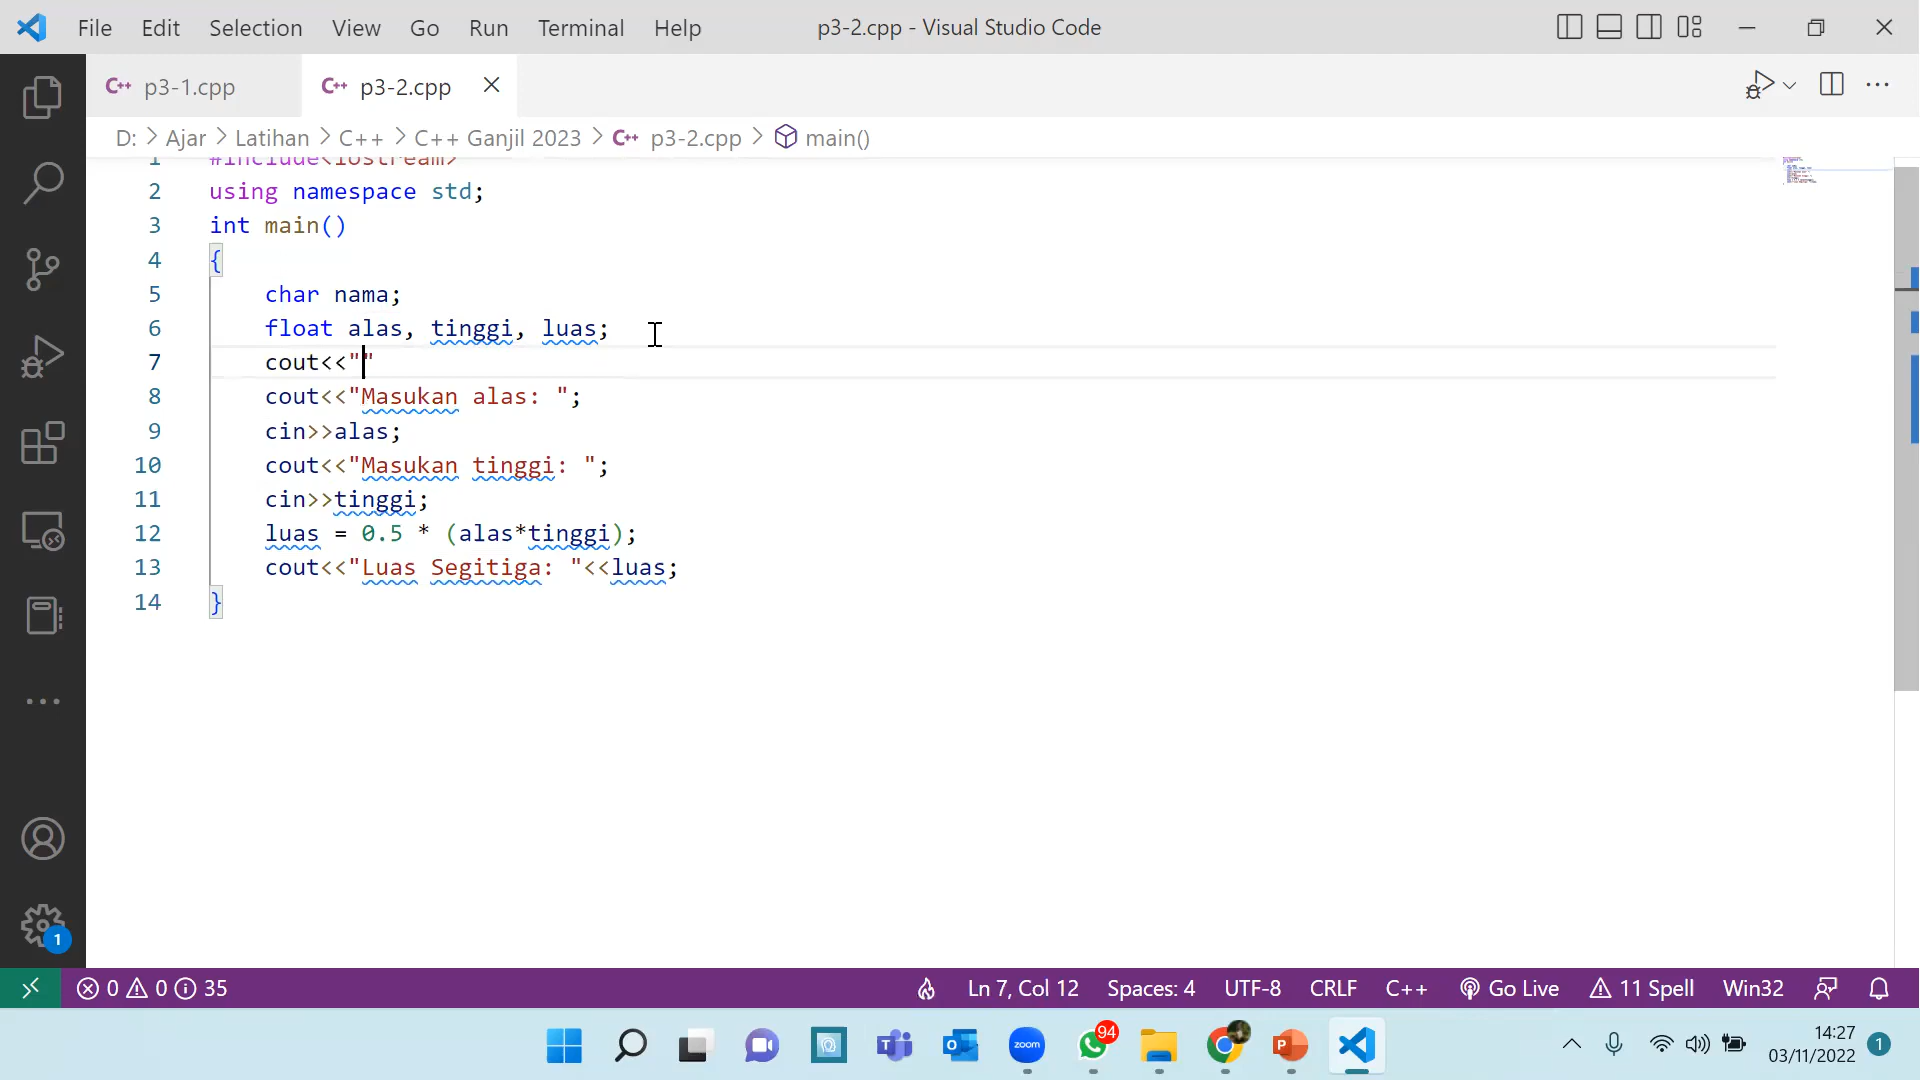 File Edit Selection View Go Run Terminal Help p3-2.cpp - Visual Studio Code
p3-1.cpp p3-2.cpp
D: > Ajar > Latihan > C++ > C++ Ganjil 2023 > p3-2.cpp > main()
1 #include<iostream>
2 using namespace std;
3 int main()
4 {
5 char nama;
6 float alas, tinggi, luas;
7 cout<<""
8 cout<<"Masukan alas: ";
9 cin>>alas;
10 cout<<"Masukan tinggi: ";
11 cin>>tinggi;
12 luas = 0.5 * (alas*tinggi);
13 cout<<"Luas Segitiga: "<<luas;
14 }
1
0 0 35 Ln 7, Col 12 Spaces: 4 UTF-8 CRLF C++ Go Live 11 Spell Win32
zoom 94 14:27
03/11/2022 1